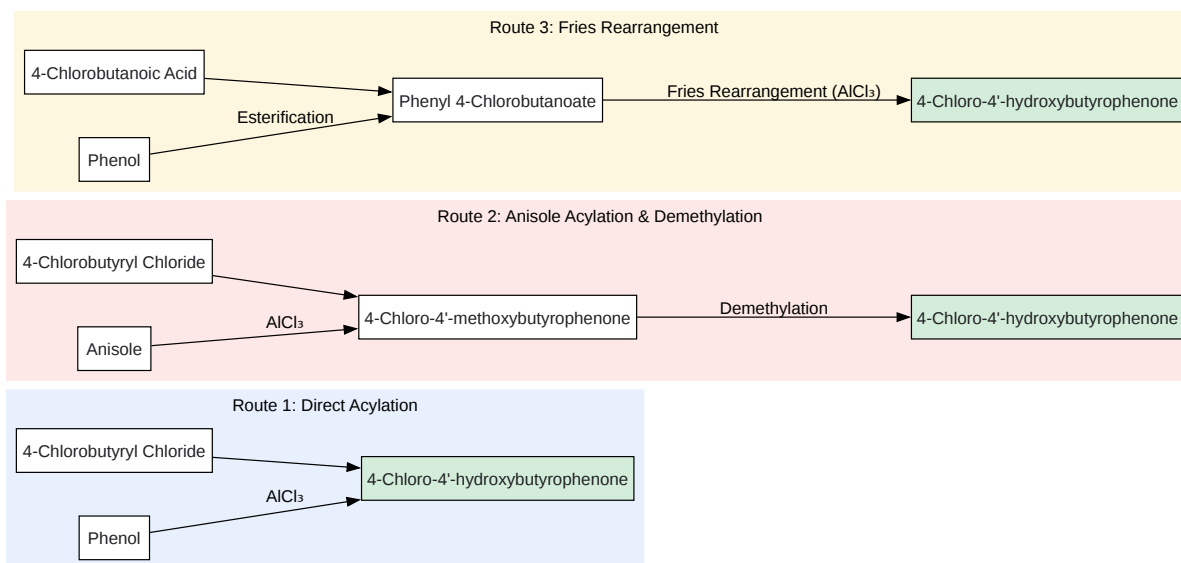 Route 3: Fries Rearrangement
4-Chlorobutanoic Acid
Esterification
Phenol
Phenyl 4-Chlorobutanoate
Fries Rearrangement (AlCl₃)
4-Chloro-4'-hydroxybutyrophenone
Route 2: Anisole Acylation & Demethylation
4-Chlorobutyryl Chloride
AlCl₃
Anisole
4-Chloro-4'-methoxybutyrophenone
Demethylation
4-Chloro-4'-hydroxybutyrophenone
Route 1: Direct Acylation
4-Chlorobutyryl Chloride
AlCl₃
Phenol
4-Chloro-4'-hydroxybutyrophenone